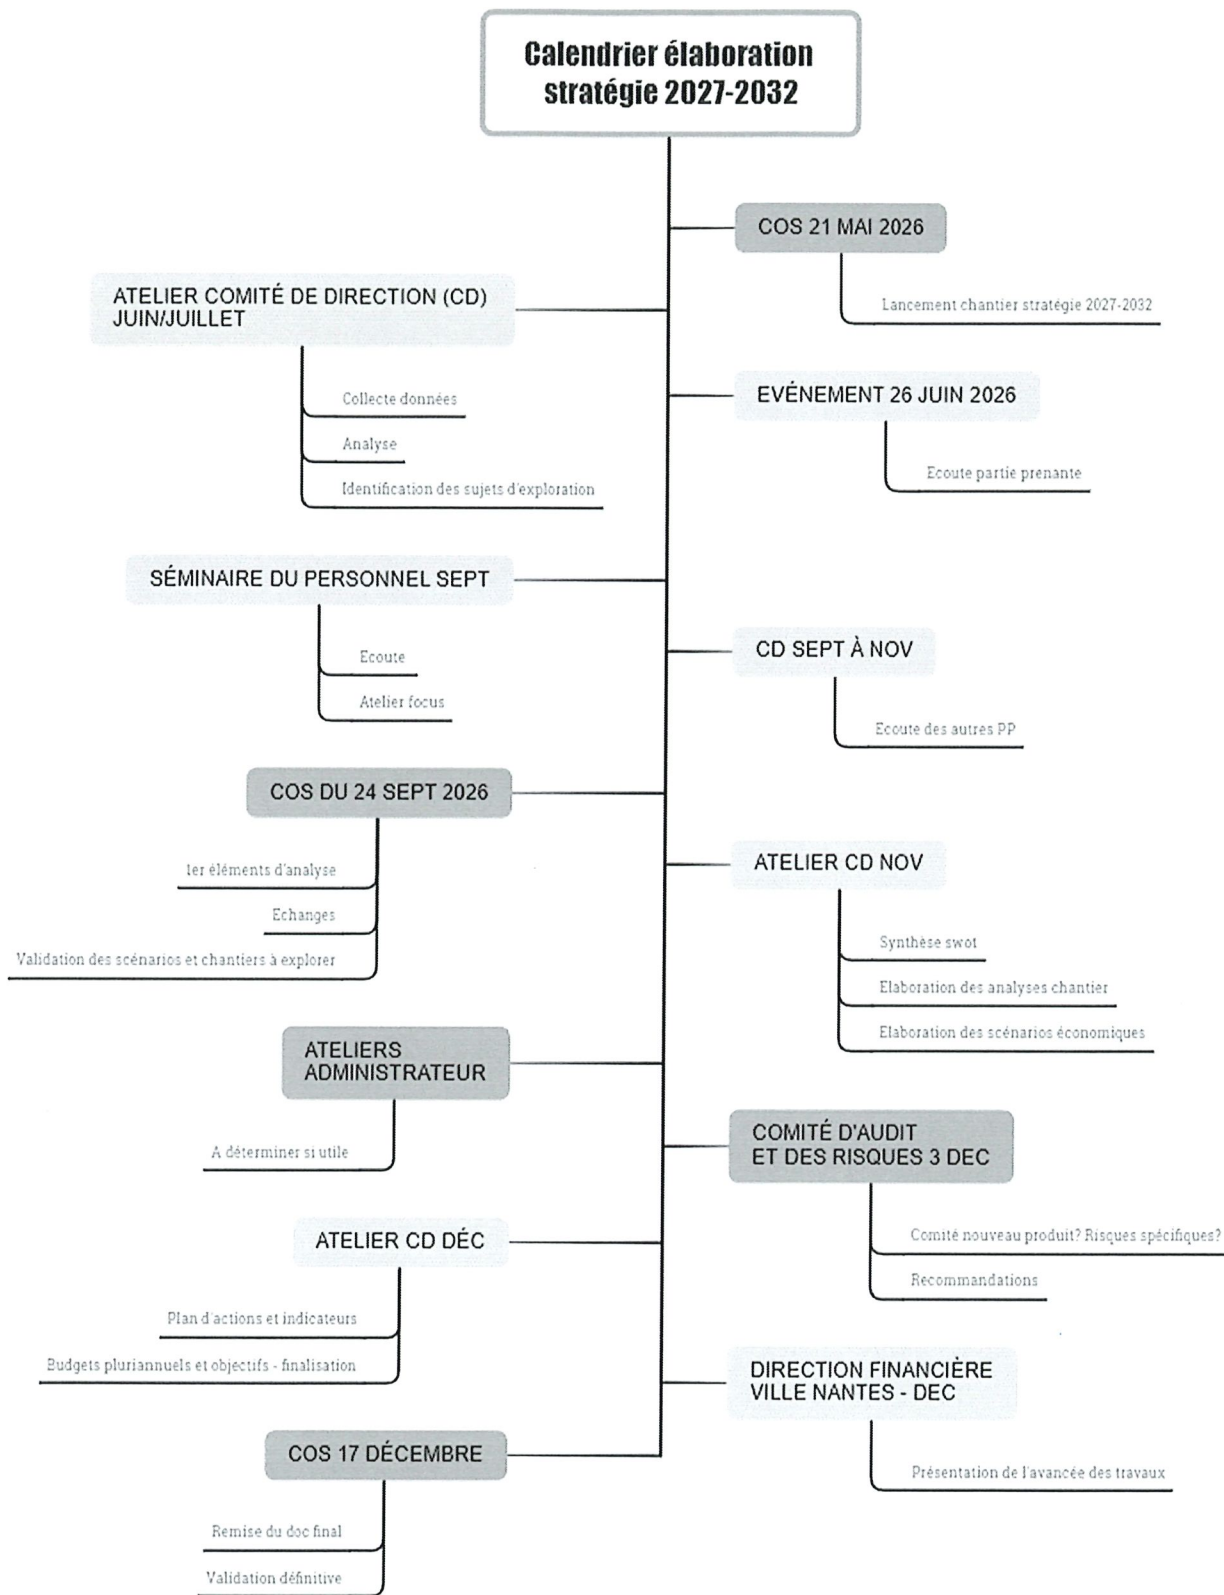 Calendrier élaboration
stratégie 2027-2032
COS 21 MAI 2026
Lancement chantier stratégie 2027-2032
ATELIER COMITÉ DE DIRECTION (CD)
JUIN/JUILLET
Collecte données
Analyse
Identification des sujets d'exploration
EVÉNEMENT 26 JUIN 2026
Ecoute partie prenante
SÉMINAIRE DU PERSONNEL SEPT
Ecoute
Atelier focus
CD SEPT À NOV
Ecoute des autres PP
COS DU 24 SEPT 2026
1er éléments d'analyse
Echanges
Validation des scénarios et chantiers à explorer
ATELIER CD NOV
Synthèse swot
Elaboration des analyses chantier
Elaboration des scénarios économiques
ATELIERS
ADMINISTRATEUR
A déterminer si utile
COMITÉ D'AUDIT
ET DES RISQUES 3 DEC
Comité nouveau produit? Risques spécifiques?
Recommandations
ATELIER CD DÉC
Plan d'actions et indicateurs
Budgets pluriannuels et objectifs - finalisation
DIRECTION FINANCIÈRE
VILLE NANTES - DEC
Présentation de l'avancée des travaux
COS 17 DÉCEMBRE
Remise du doc final
Validation définitive